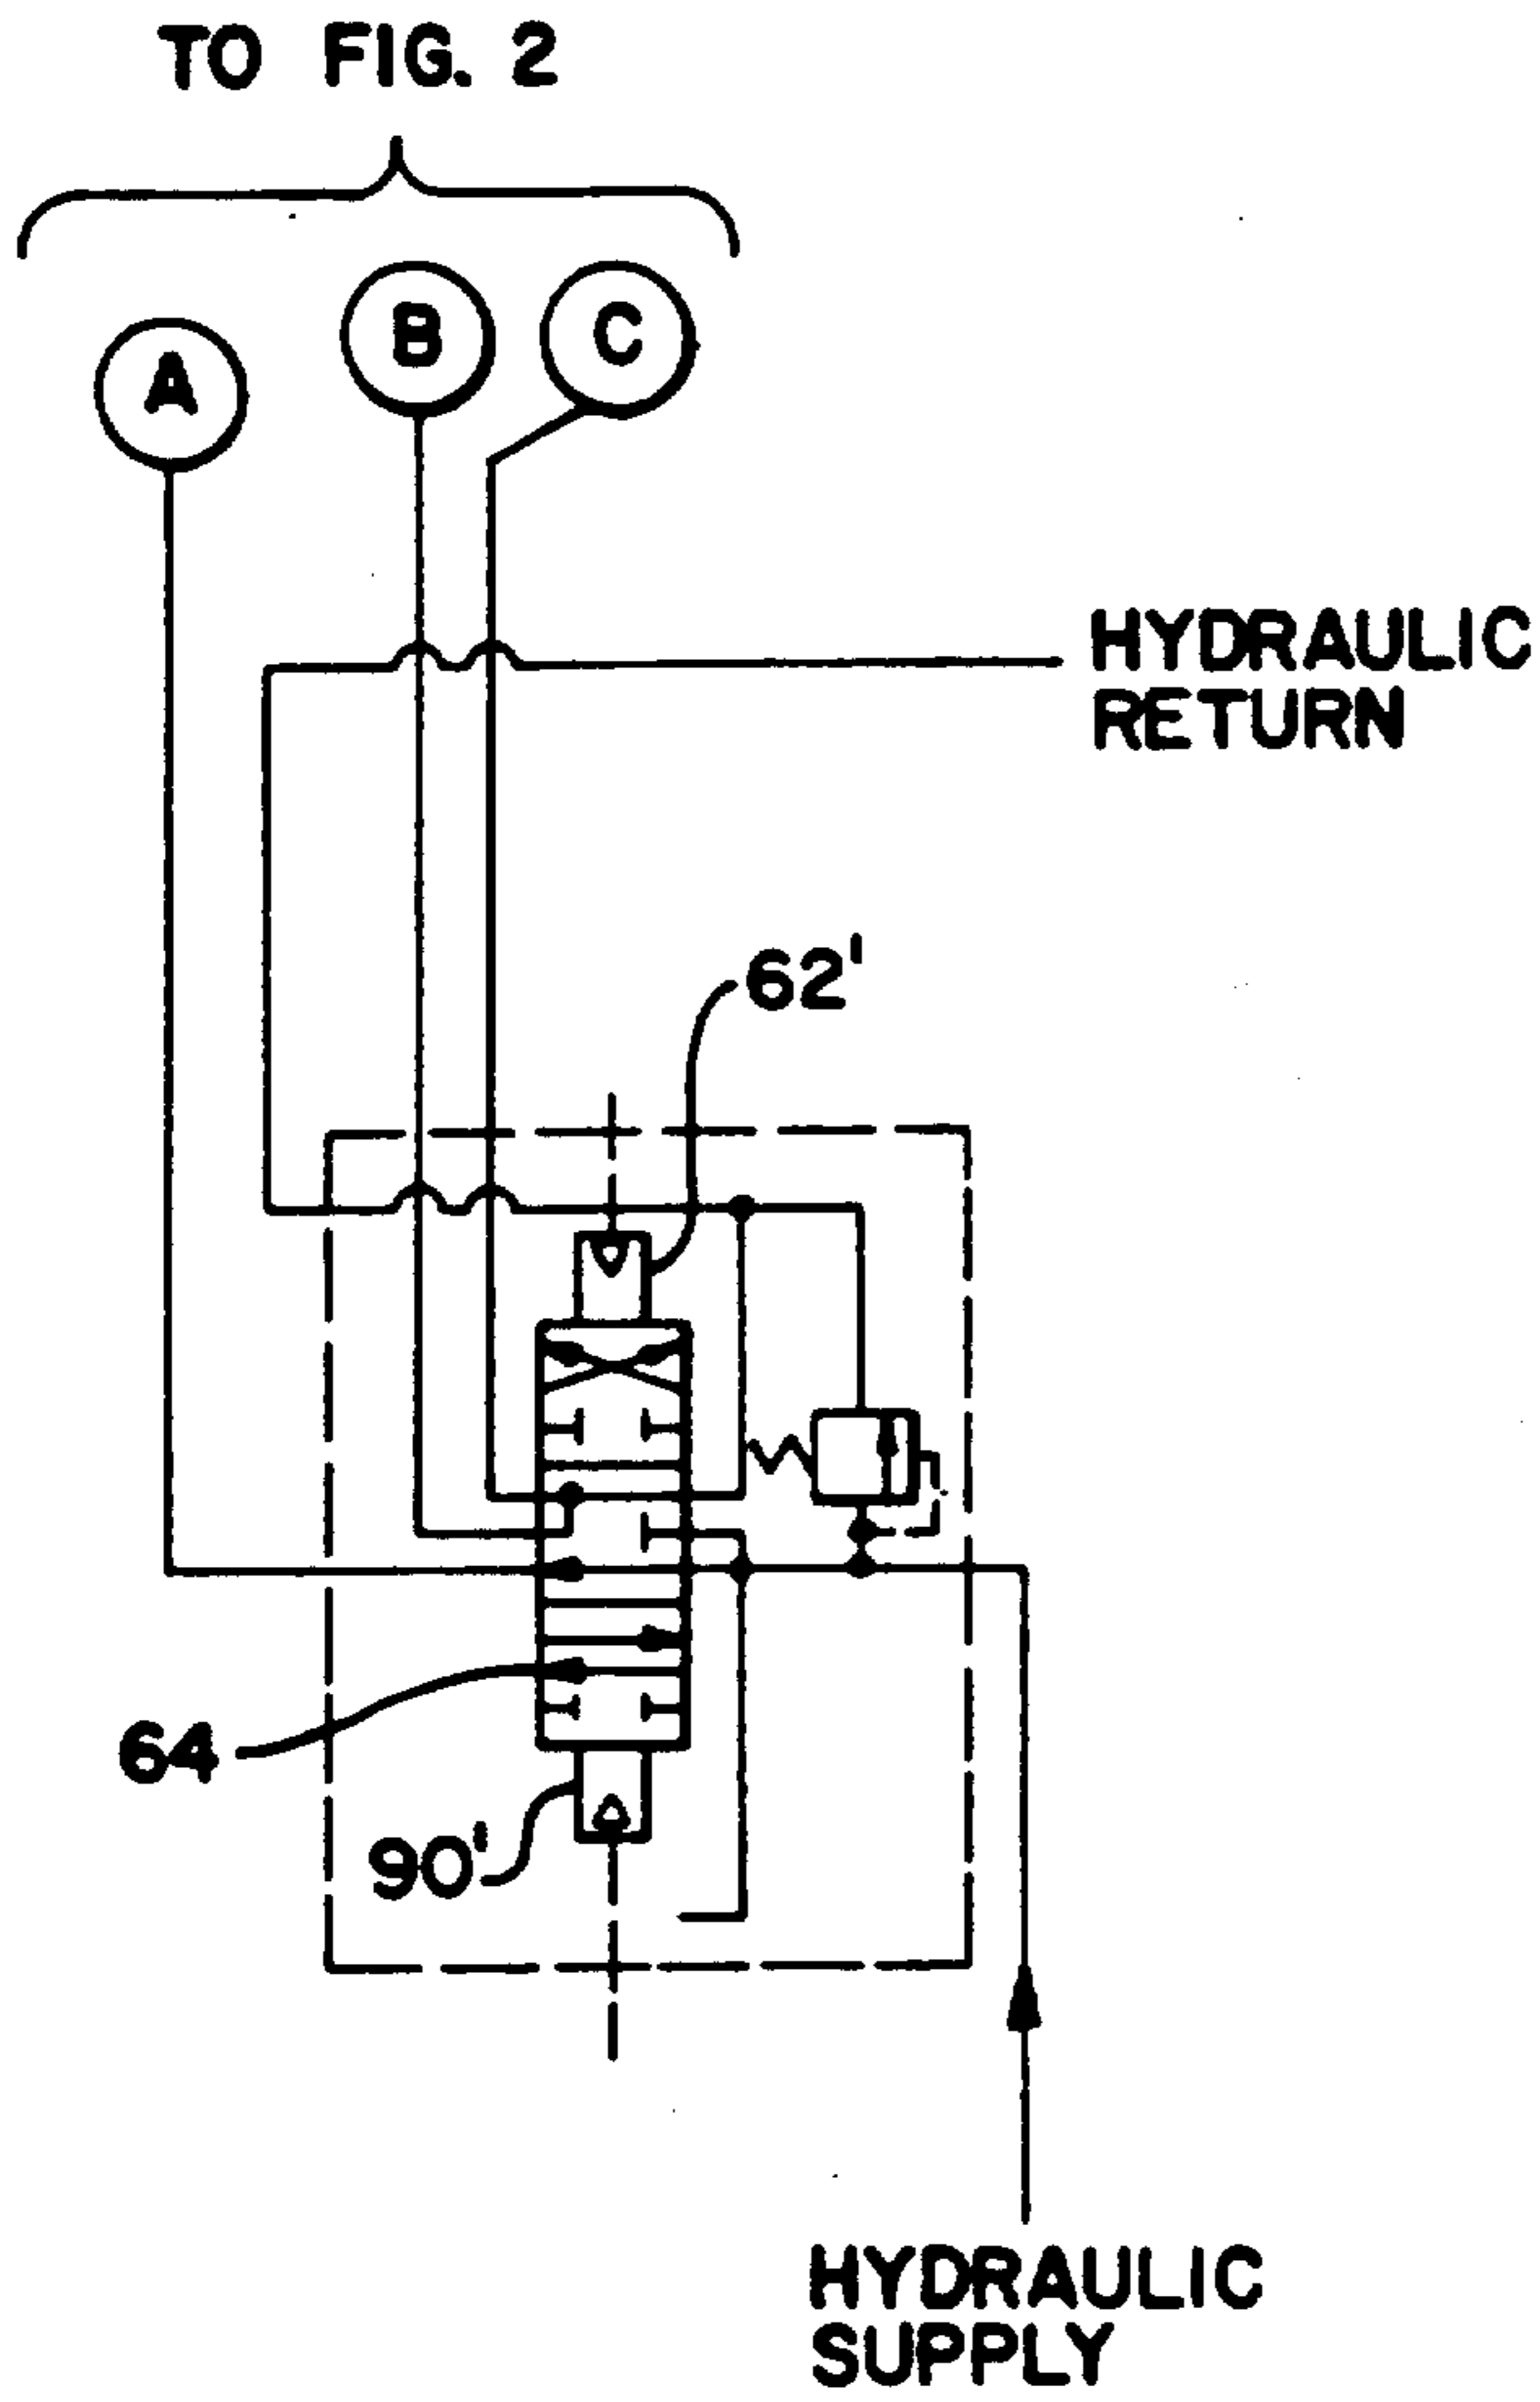 TO FIG. 2
A
B
C
HYDRAULIC
RETURN
62'
64
90'
HYDRAULIC
SUPPLY